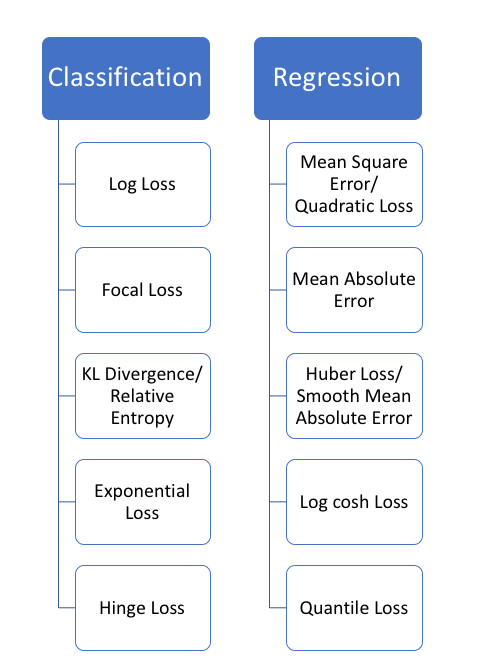 Classification
Log Loss
Focal Loss
KL Divergence/
Relative
Entropy
Exponential
Loss
Hinge Loss
Regression
Mean Square
Error/
Quadratic Loss
Mean Absolute
Error
Huber Loss/
Smooth Mean
Absolute Error
Log cosh Loss
Quantile Loss